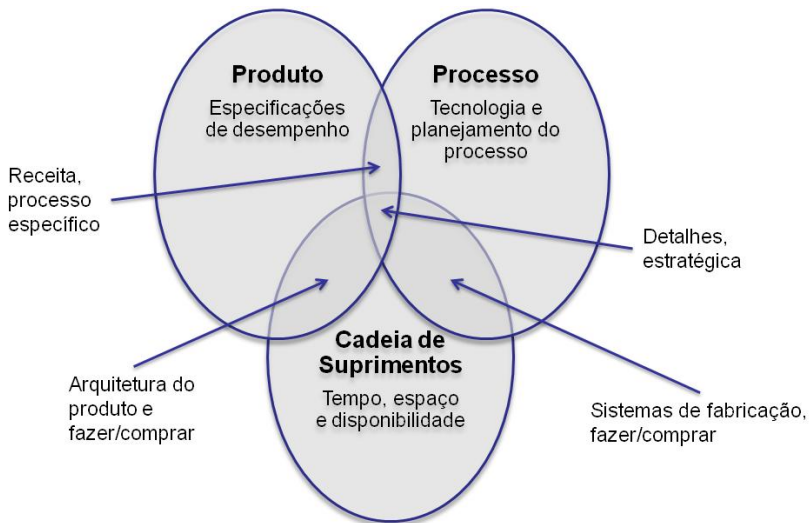 Produto
Especificações
de desempenho
Processo
Tecnologia e
planejamento do
processo
Receita,
processo
específico
Detalhes,
estratégica
Cadeia de
Suprimentos
Tempo, espaço
e disponibilidade
Arquitetura do
produto e
fazer/comprar
Sistemas de fabricação,
fazer/comprar